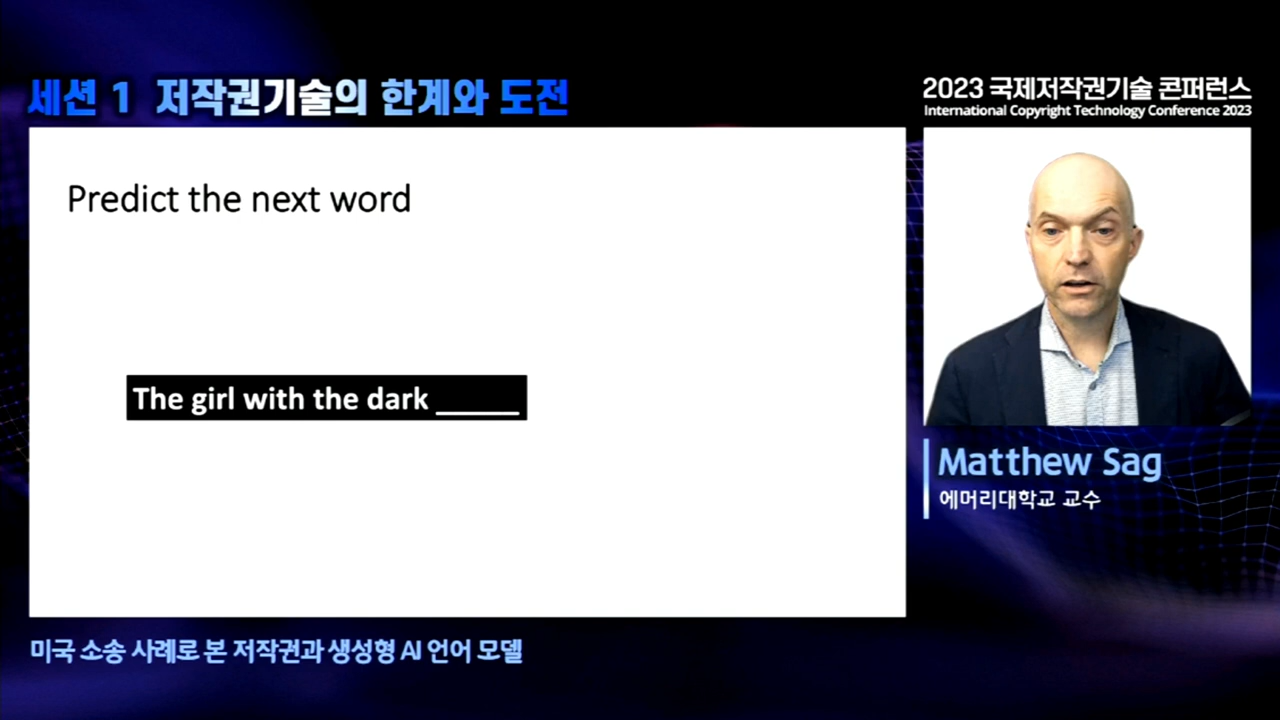 세션 1 저작권기술의 한계와 도전
2023 국제저작권기술 콘퍼런스
International Copyright Technology Conference 2023
Predict the next word
The girl with the dark ______
Matthew Sag
에머리대학교 교수
미국 소송 사례로 본 저작권과 생성형 AI 언어 모델